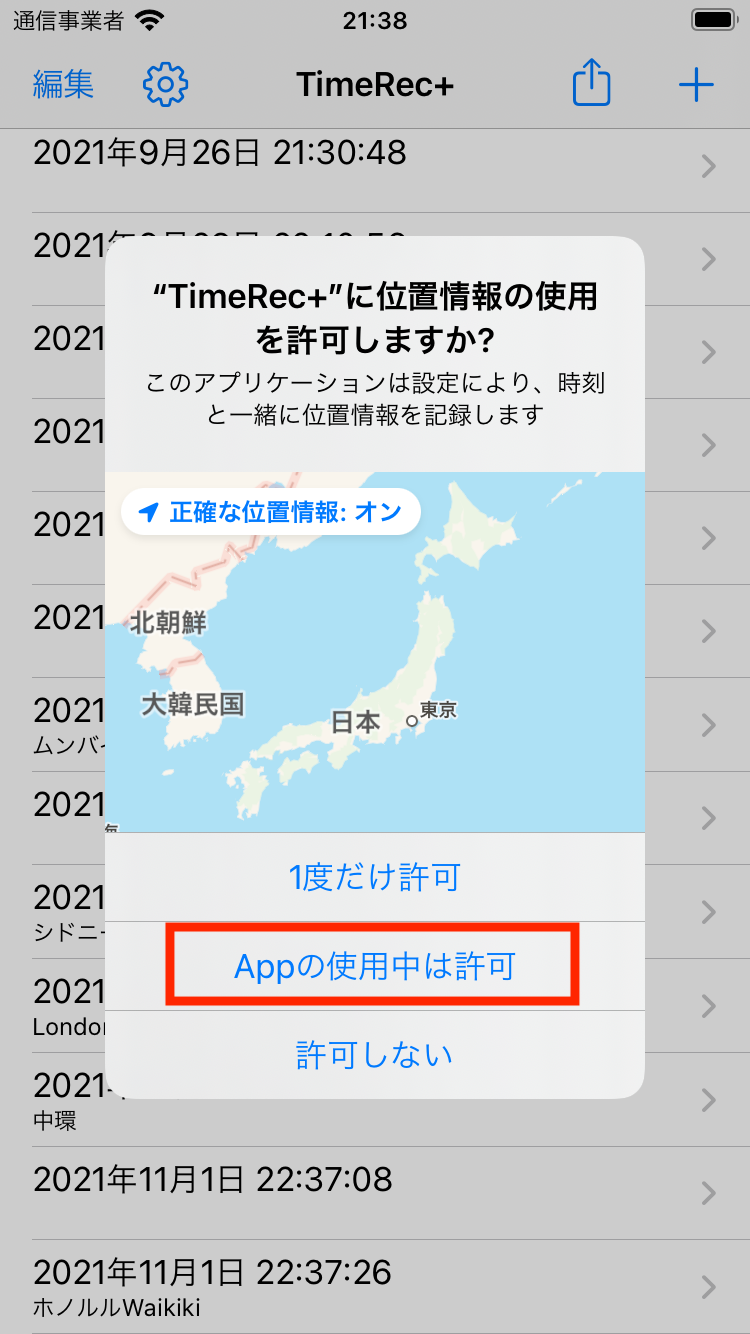 通信事業者 21:38
編集 TimeRec+
2021年9月26日 21:30:48
2021
“TimeRec+”に位置情報の使用
を許可しますか?
2021
このアプリケーションは設定により、時刻
と一緒に位置情報を記録します
2021
2021
正確な位置情報: オン
2021
北朝鮮
大韓民国
2021
ムンバイ
日本 東京
2021
1度だけ許可
2021
シドニー
Appの使用中は許可
2021
London
許可しない
2021
中環
2021年11月1日 22:37:08
2021年11月1日 22:37:26
ホノルルWaikiki